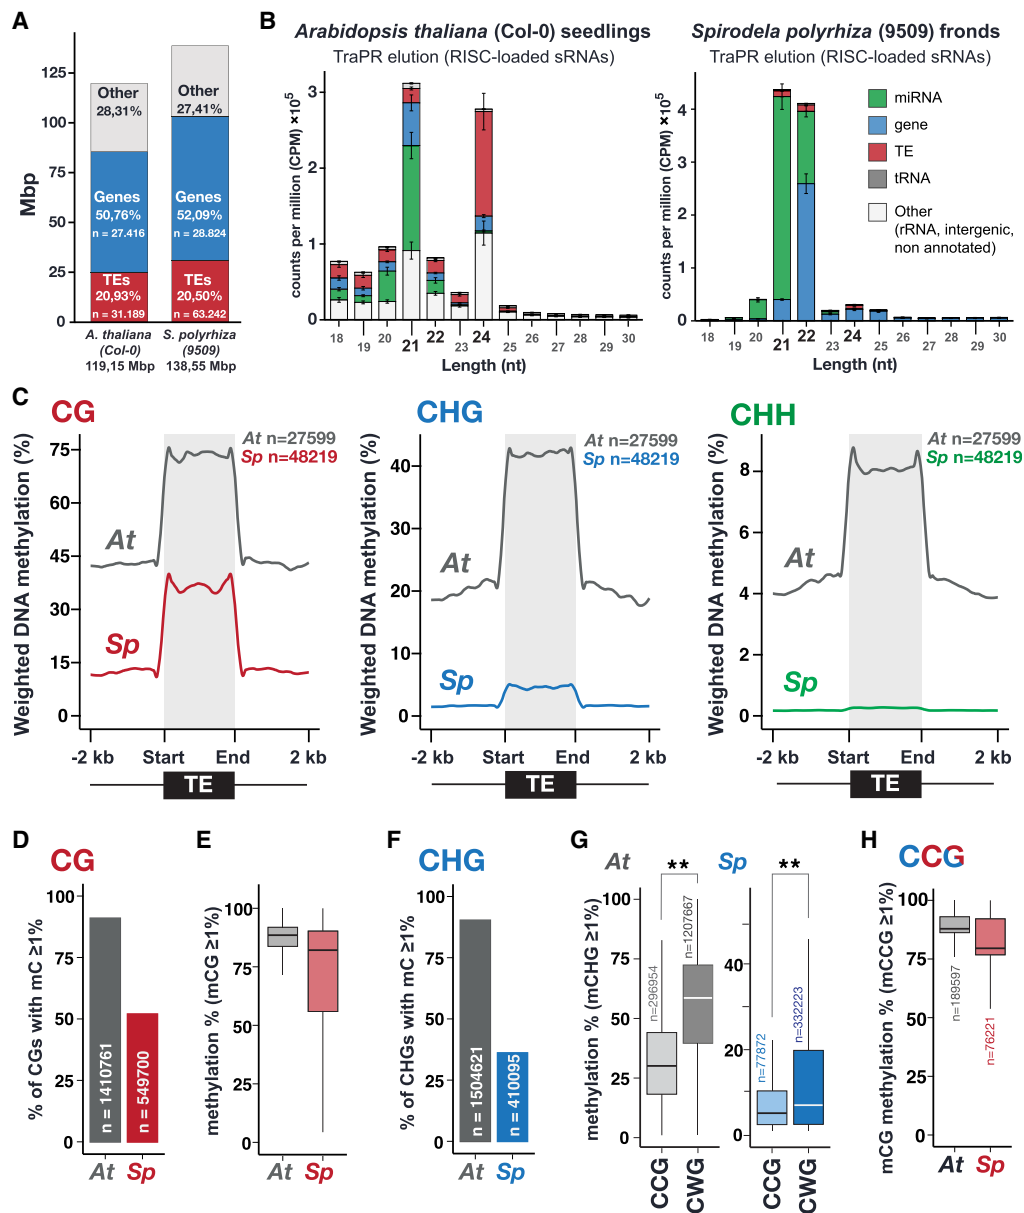 A
Mbp
125
100
75
50
25
0
Other
28,31%
Genes
50,76%
n = 27.416
TEs
20,93%
n = 31.189
Other
27,41%
Genes
52,09%
n = 28.824
TEs
20,50%
n = 63.242
A. thaliana
(Col-0)
119,15 Mbp
S. polyrhiza
(9509)
138,55 Mbp
B
Arabidopsis thaliana (Col-0) seedlings
TraPR elution (RISC-loaded sRNAs)
counts per million (CPM) ×10⁵
3
2
1
0
18
19
20
21
22
23
24
25
26
27
28
29
30
Length (nt)
Spirodela polyrhiza (9509) fronds
TraPR elution (RISC-loaded sRNAs)
counts per million (CPM) ×10⁵
4
3
4
2
1
0
18
19
20
21
22
23
24
25
26
27
28
29
30
Length (nt)
miRNA
gene
TE
tRNA
Other
(rRNA, intergenic,
non annotated)
C
CG
Weighted DNA methylation (%)
75
60
45
30
15
0
At n=27599
Sp n=48219
At
Sp
-2 kb
Start
End
2 kb
TE
CHG
Weighted DNA methylation (%)
40
30
20
10
0
At n=27599
Sp n=48219
At
Sp
-2 kb
Start
End
2 kb
TE
CHH
Weighted DNA methylation (%)
8
6
4
2
0
At n=27599
Sp n=48219
At
Sp
-2 kb
Start
End
2 kb
TE
D
CG
% of CGs with mC ≥1%
100
75
50
25
0
n = 1410761
n = 549700
At
Sp
E
methylation % (mCG ≥1%)
100
75
50
25
0
At
Sp
F
CHG
% of CHGs with mC ≥1%
100
75
50
25
0
n = 1504621
n = 410095
At
Sp
G
At
**
methylation % (mCHG ≥1%)
100
75
50
25
0
n=296954
n=1207667
CCG
CWG
Sp
**
40
20
0
n=77872
n=332223
CCG
CWG
H
CCG
mCG methylation % (mCCG ≥1%)
100
75
50
25
0
n=189597
n=76221
At
Sp